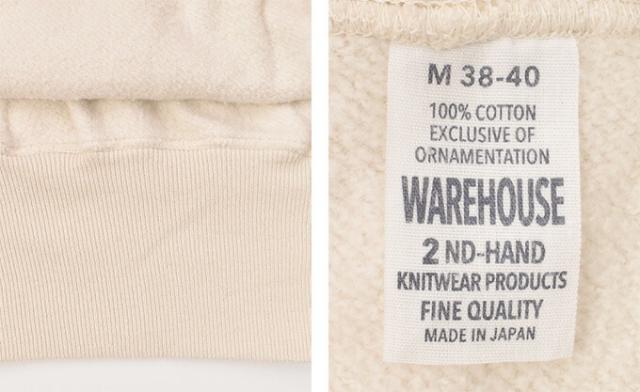 M 38-40
100% COTTON
EXCLUSIVE OF
ORNAMENTATION
WAREHOUSE
2 ND-HAND
KNITWEAR PRODUCTS
FINE QUALITY
MADE IN JAPAN